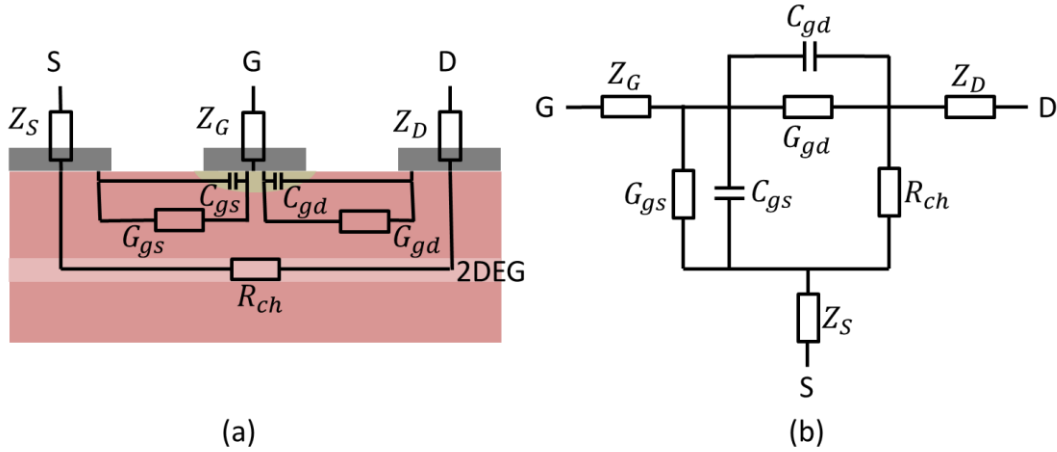 S G D
Z_S Z_G Z_D
C_gs C_gd
G_gs G_gd
2DEG
R_ch
(a)
C_gd
Z_G Z_D
G D
G_gd
G_gs C_gs R_ch
Z_S
S
(b)